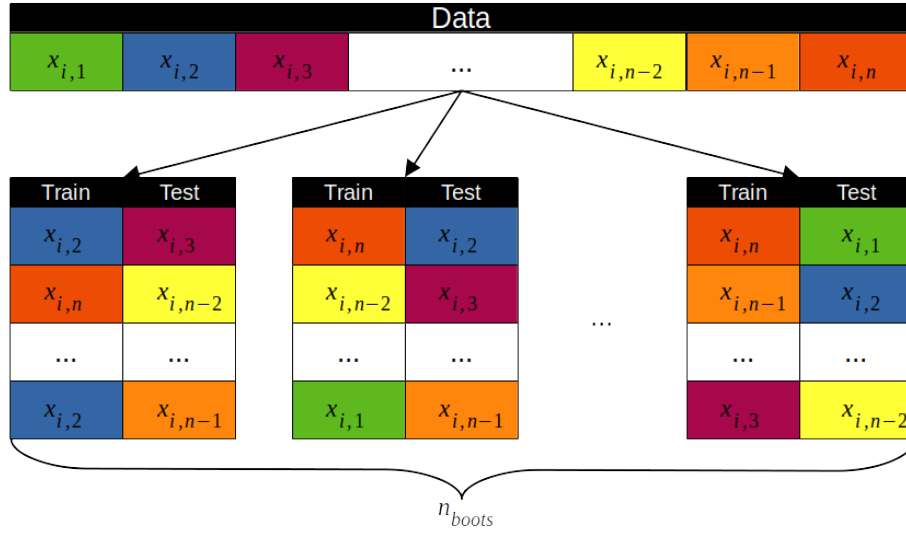 Data
x_{i,1} x_{i,2} x_{i,3} ... x_{i,n−2} x_{i,n−1} x_{i,n}
Train Test Train Test Train Test
x_{i,2} x_{i,3} x_{i,n} x_{i,2} x_{i,n} x_{i,1}
x_{i,n} x_{i,n−2} x_{i,n−2} x_{i,3} x_{i,n−1} x_{i,2}
...
... ... ... ... ... ...
x_{i,2} x_{i,n−1} x_{i,1} x_{i,n−1} x_{i,3} x_{i,n−2}
n_{boots}